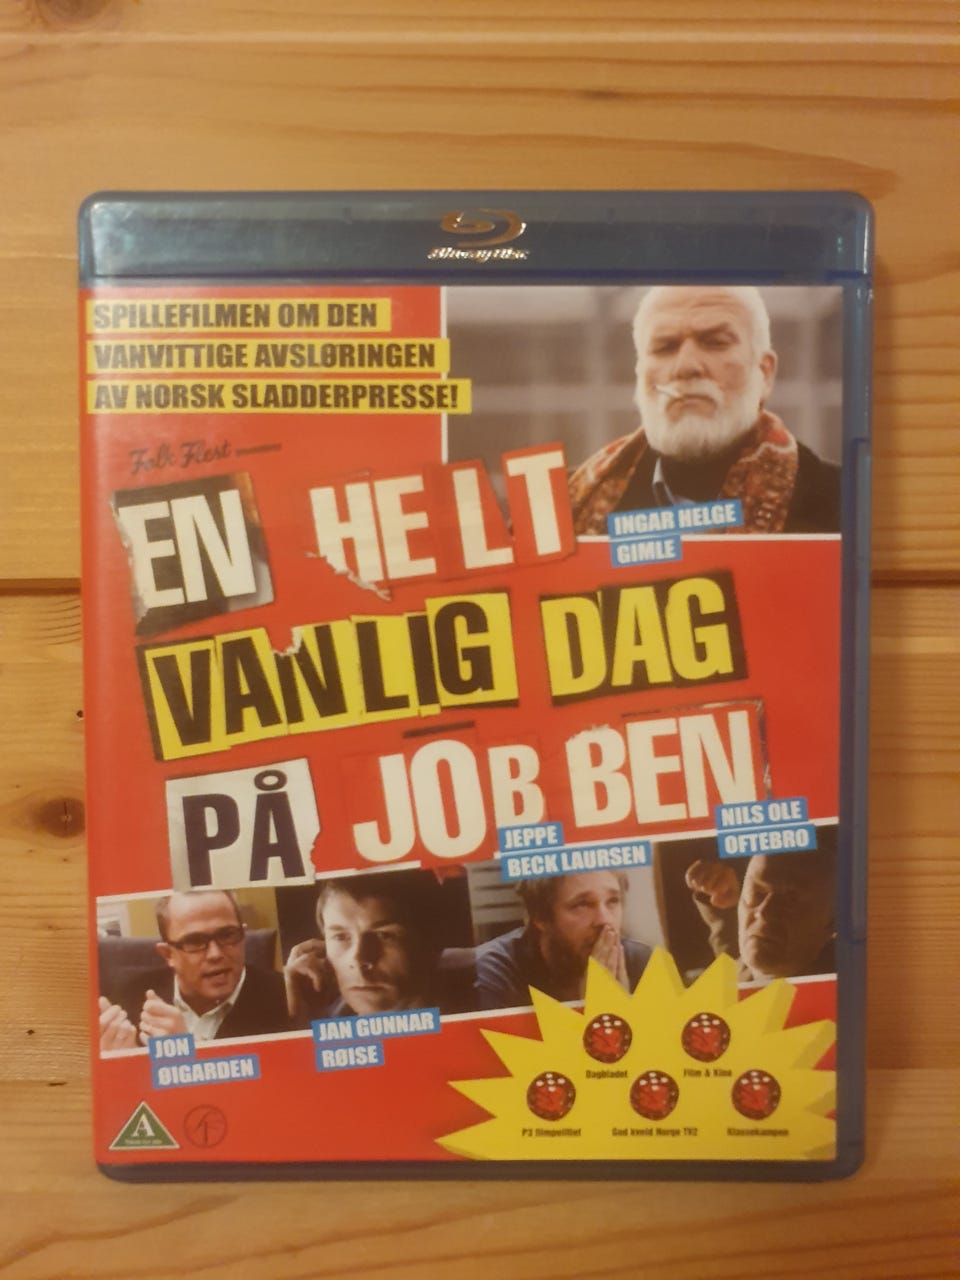 Blu-ray Disc
SPILLEFILMEN OM DEN
VANVITTIGE AVSLØRINGEN
AV NORSK SLADDERPRESSE!
Folk Flest
EN HELT
VANLIG DAG
PÅ JOBBEN
INGAR HELGE
GIMLE
JEPPE
BECK LAURSEN
NILS OLE
OFTEBRO
JON
ØIGARDEN
JAN GUNNAR
RØISE
Dagbladet
Film & Kino
P3 filmpolitiet
God kveld Norge TV2
Klassekampen
A